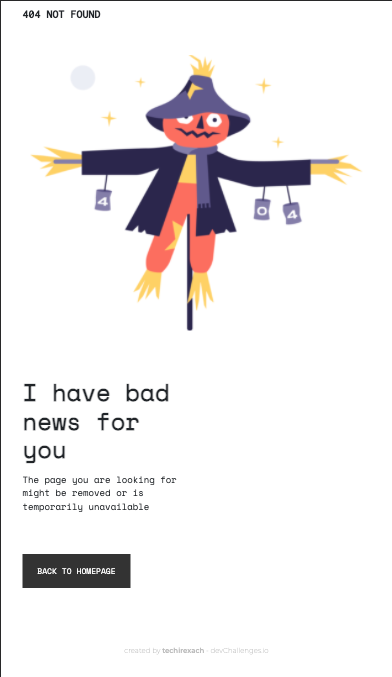 404 NOT FOUND
4
0
4
I have bad
news for
you
The page you are looking for
might be removed or is
temporarily unavailable
BACK TO HOMEPAGE
created by techirexach - devChallenges.io